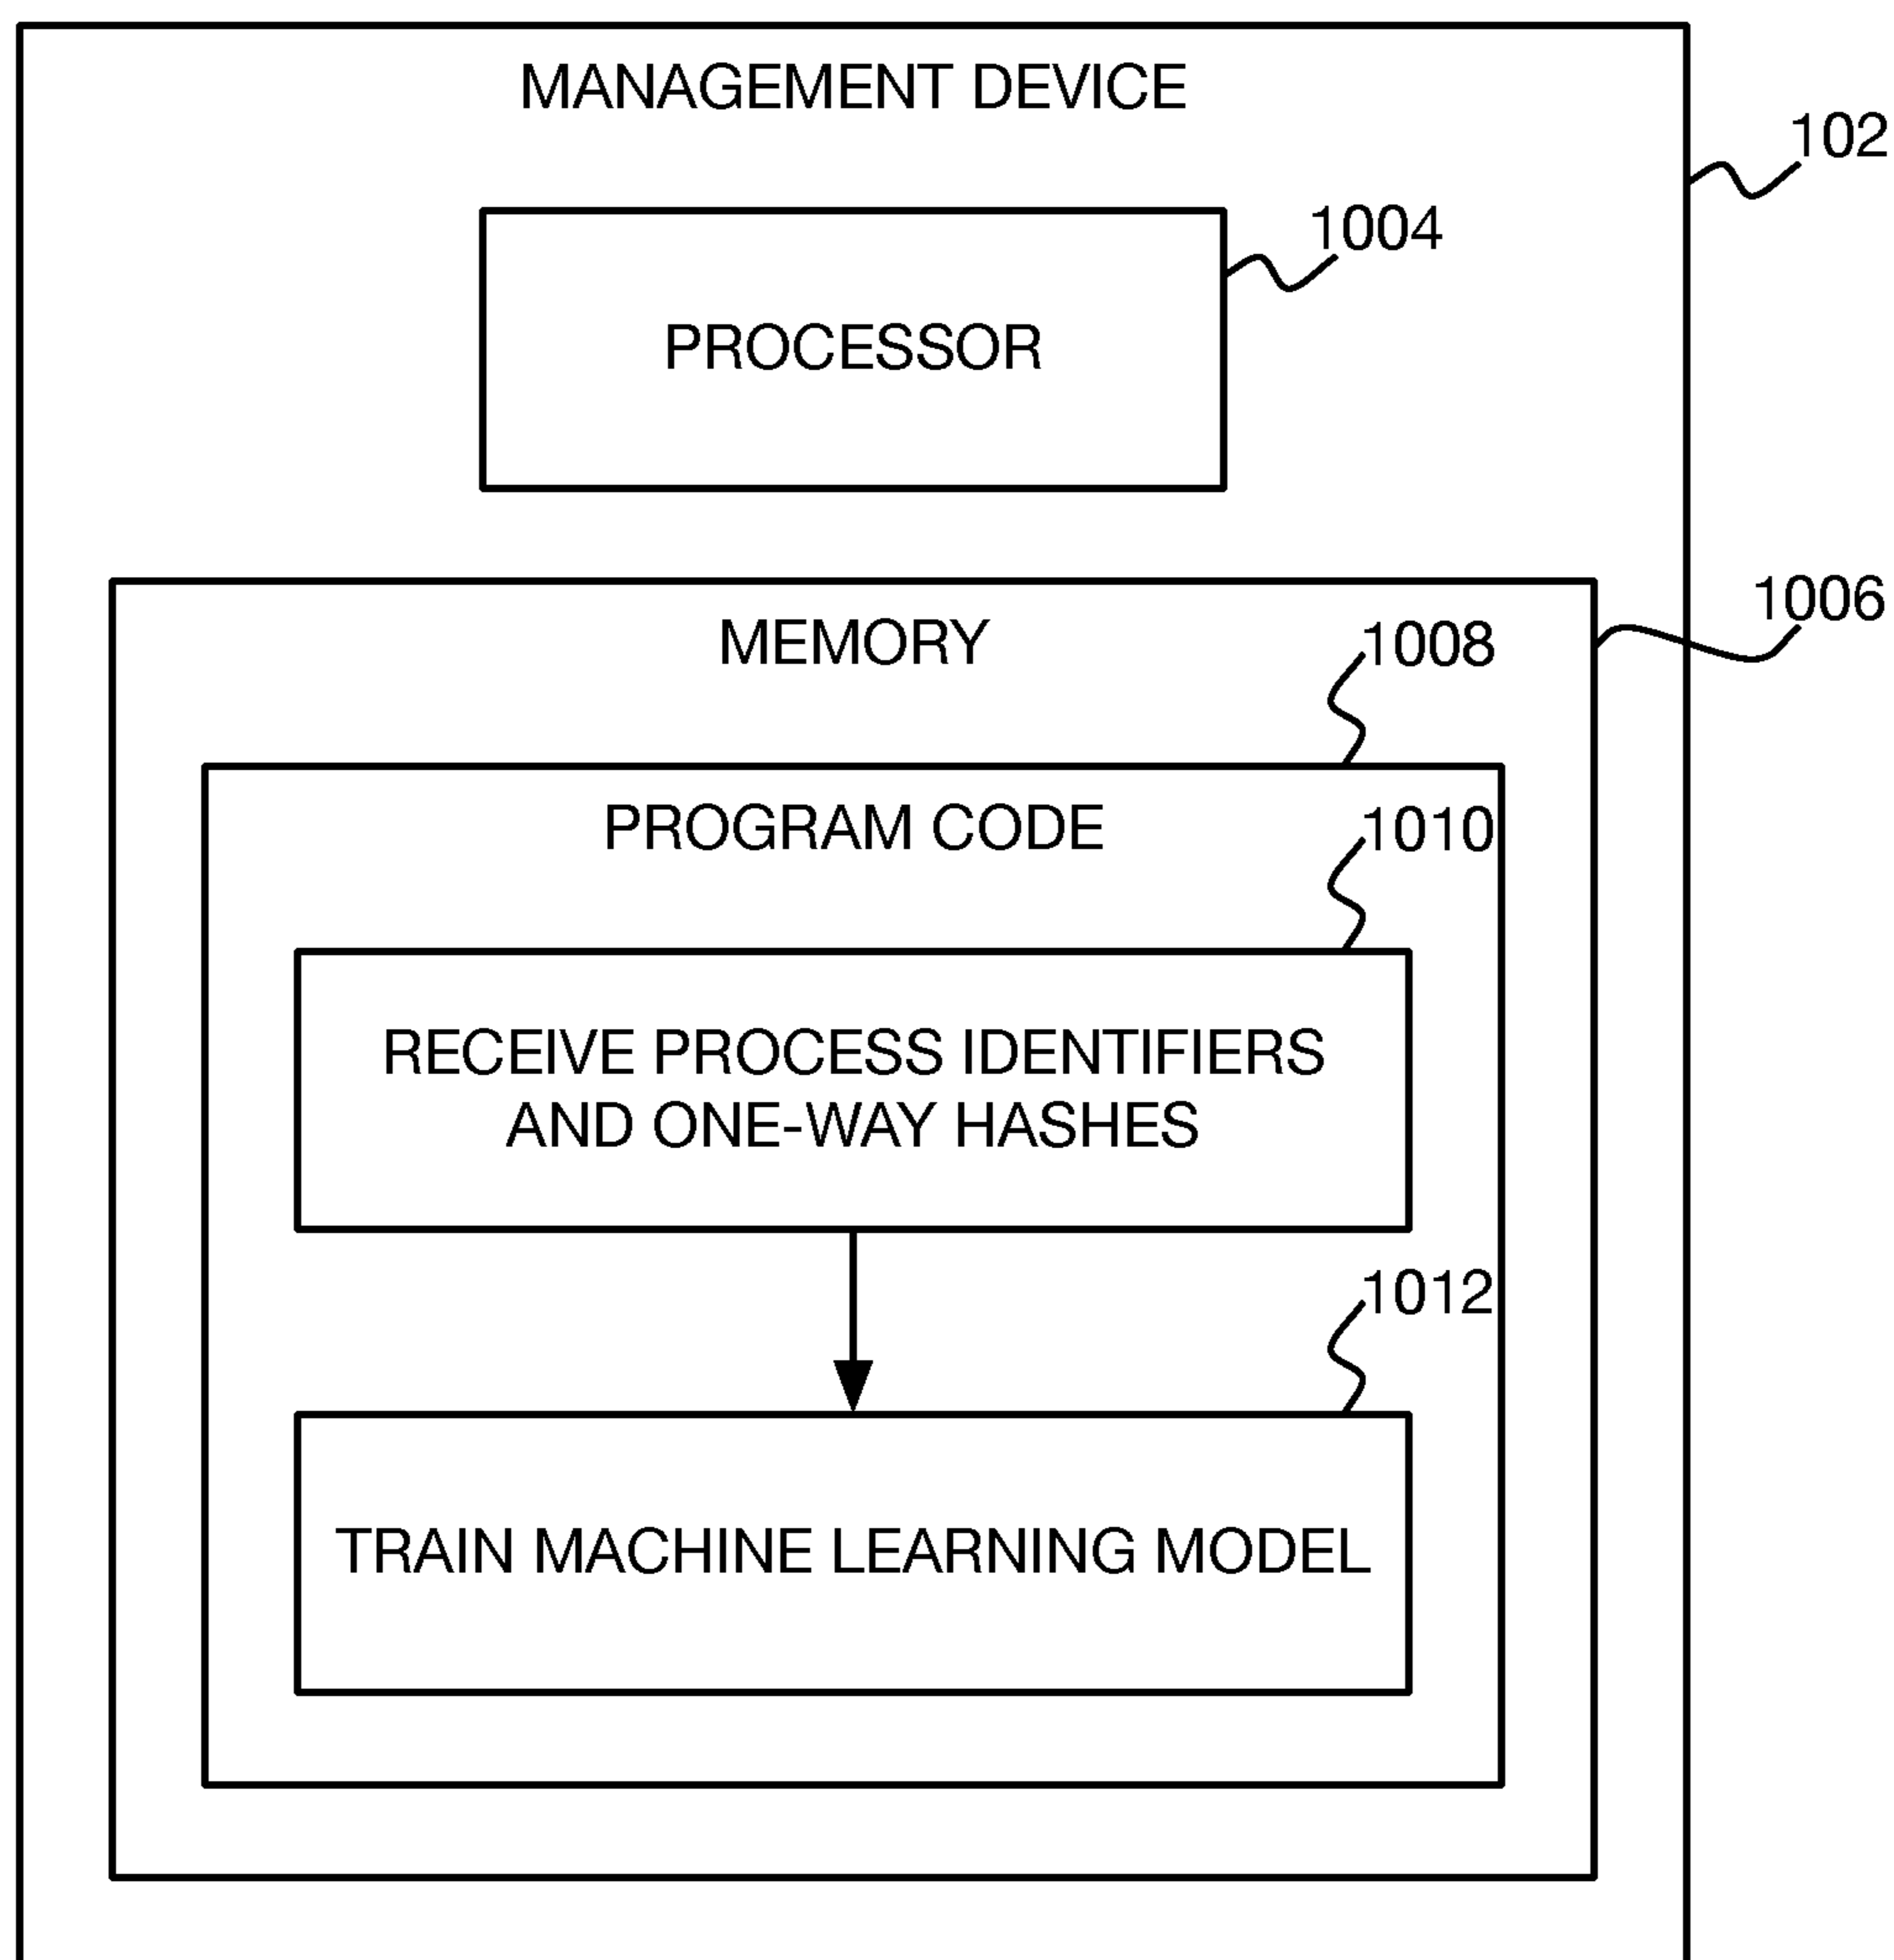 MANAGEMENT DEVICE
102
1004
PROCESSOR
1006
MEMORY
1008
PROGRAM CODE
1010
RECEIVE PROCESS IDENTIFIERS
AND ONE-WAY HASHES
1012
TRAIN MACHINE LEARNING MODEL